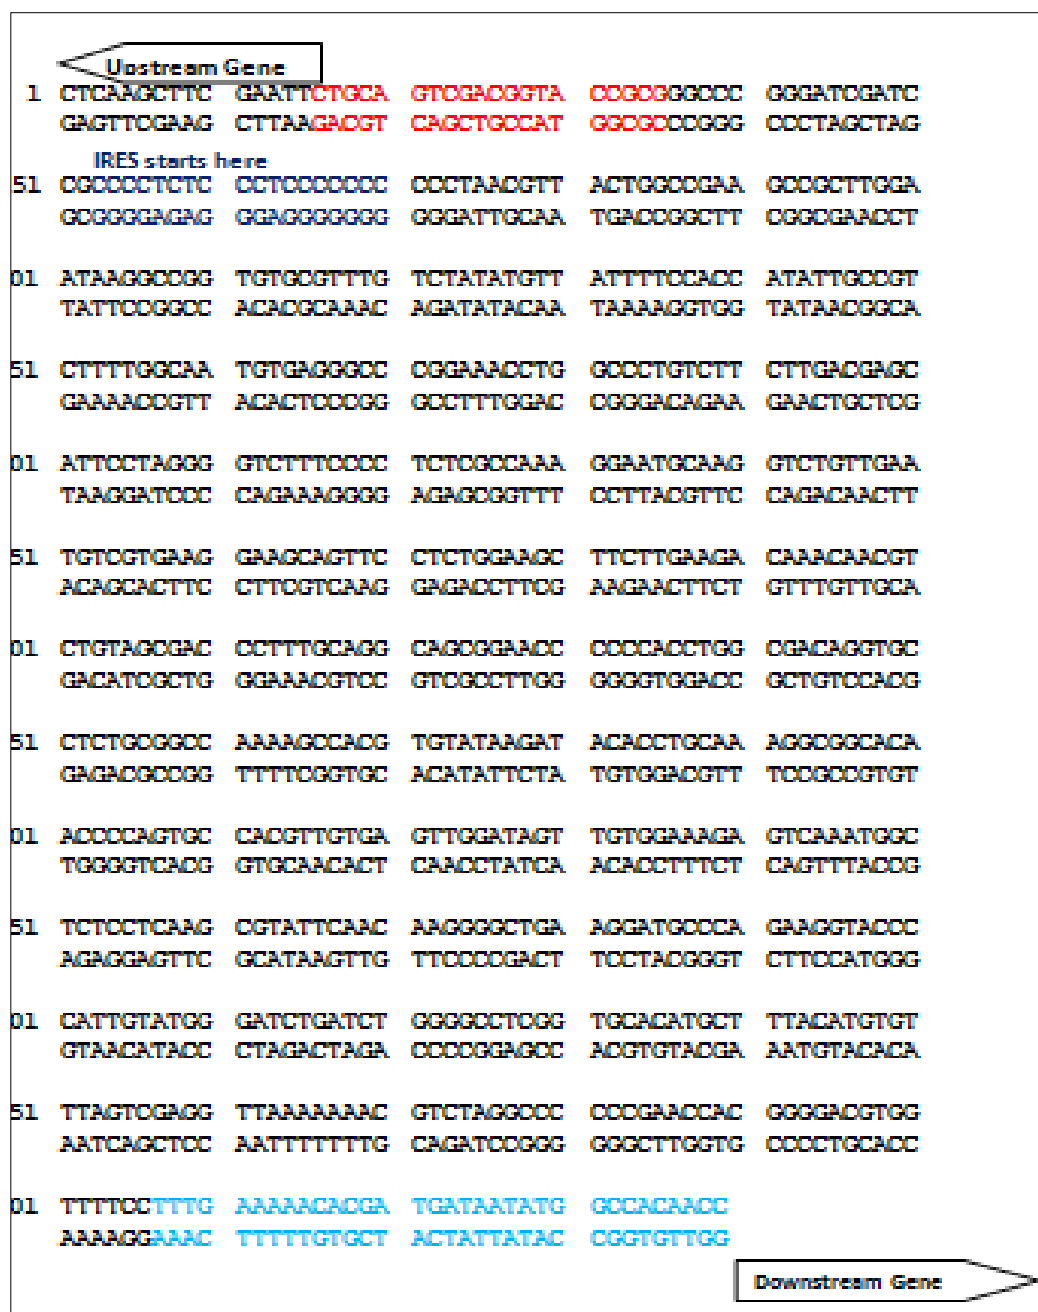 Upstream Gene
1 CTCAAGCTTC GAATTCTGCA GTCGACGGTA CCGCGGGCCC GGGATCGATC
GAGTTCGAAG CTTAAGACGT CAGCTGCCAT GGCGCCCGGG CCCTAGCTAG
IRES starts here
51 CGCCCCTCTC CCTCCCCCCC CCCTAACGTT ACTGGCCGAA GCCGCTTGGA
GCGGGGAGAG GGAGGGGGGG GGGATTGCAA TGACCGGCTT CGGCGAACCT
01 ATAAGGCCGG TGTGCGTTTG TCTATATGTT ATTTTCCACC ATATTGCCGT
TATTCCGGCC ACACGCAAAC AGATATACAA TAAAAGGTGG TATAACGGCA
51 CTTTTGGCAA TGTGAGGGCC CGGAAACCTG GCCCTGTCTT CTTGACGAGC
GAAAACCGTT ACACTCCCGG GCCTTTGGAC CGGGACAGAA GAACTGCTCG
01 ATTCCTAGGG GTCTTTCCCC TCTCGCCAAA GGAATGCAAG GTCTGTTGAA
TAAGGATCCC CAGAAAGGGG AGAGCGGTTT CCTTACGTTC CAGACAACTT
51 TGTCGTGAAG GAAGCAGTTC CTCTGGAAGC TTCTTGAAGA CAAACAACGT
ACAGCACTTC CTTCGTCAAG GAGACCTTCG AAGAACTTCT GTTTGTTGCA
01 CTGTAGCGAC CCTTTGCAGG CAGCGGAACC CCCCACCTGG CGACAGGTGC
GACATCGCTG GGAAACGTCC GTCGCCTTGG GGGGTGGACC GCTGTCCACG
51 CTCTGCGGCC AAAAGCCACG TGTATAAGAT ACACCTGCAA AGGCGGCACA
GAGACGCCGG TTTTCGGTGC ACATATTCTA TGTGGACGTT TCCGCCGTGT
01 ACCCCAGTGC CACGTTGTGA GTTGGATAGT TGTGGAAAGA GTCAAATGGC
TGGGGTCACG GTGCAACACT CAACCTATCA ACACCTTTCT CAGTTTACCG
51 TCTCCTCAAG CGTATTCAAC AAGGGGCTGA AGGATGCCCA GAAGGTACCC
AGAGGAGTTC GCATAAGTTG TTCCCCGACT TCCTACGGGT CTTCCATGGG
01 CATTGTATGG GATCTGATCT GGGGCCTCGG TGCACATGCT TTACATGTGT
GTAACATACC CTAGACTAGA CCCCGGAGCC ACGTGTACGA AATGTACACA
51 TTAGTCGAGG TTAAAAAAAC GTCTAGGCCC CCCGAACCAC GGGGACGTGG
AATCAGCTCC AATTTTTTTG CAGATCCGGG GGGCTTGGTG CCCCTGCACC
01 TTTTCCTTTG AAAAACACGA TGATAATATG GCCACAACC
AAAAGGAAAC TTTTTGTGCT ACTATTATAC CGGTGTTGG
Downstream Gene